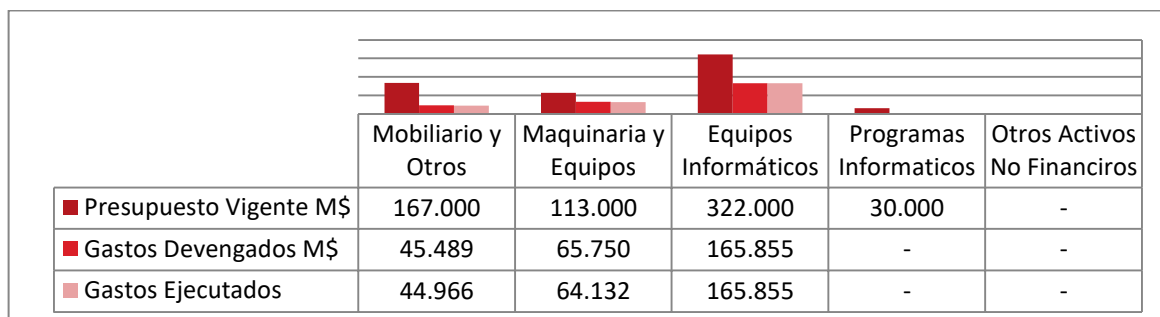 Mobiliario y Otros
Maquinaria y Equipos
Equipos Informáticos
Programas Informaticos
Otros Activos No Financiros
Presupuesto Vigente M$ 167.000 113.000 322.000 30.000 -
Gastos Devengados M$ 45.489 65.750 165.855 - -
Gastos Ejecutados 44.966 64.132 165.855 - -